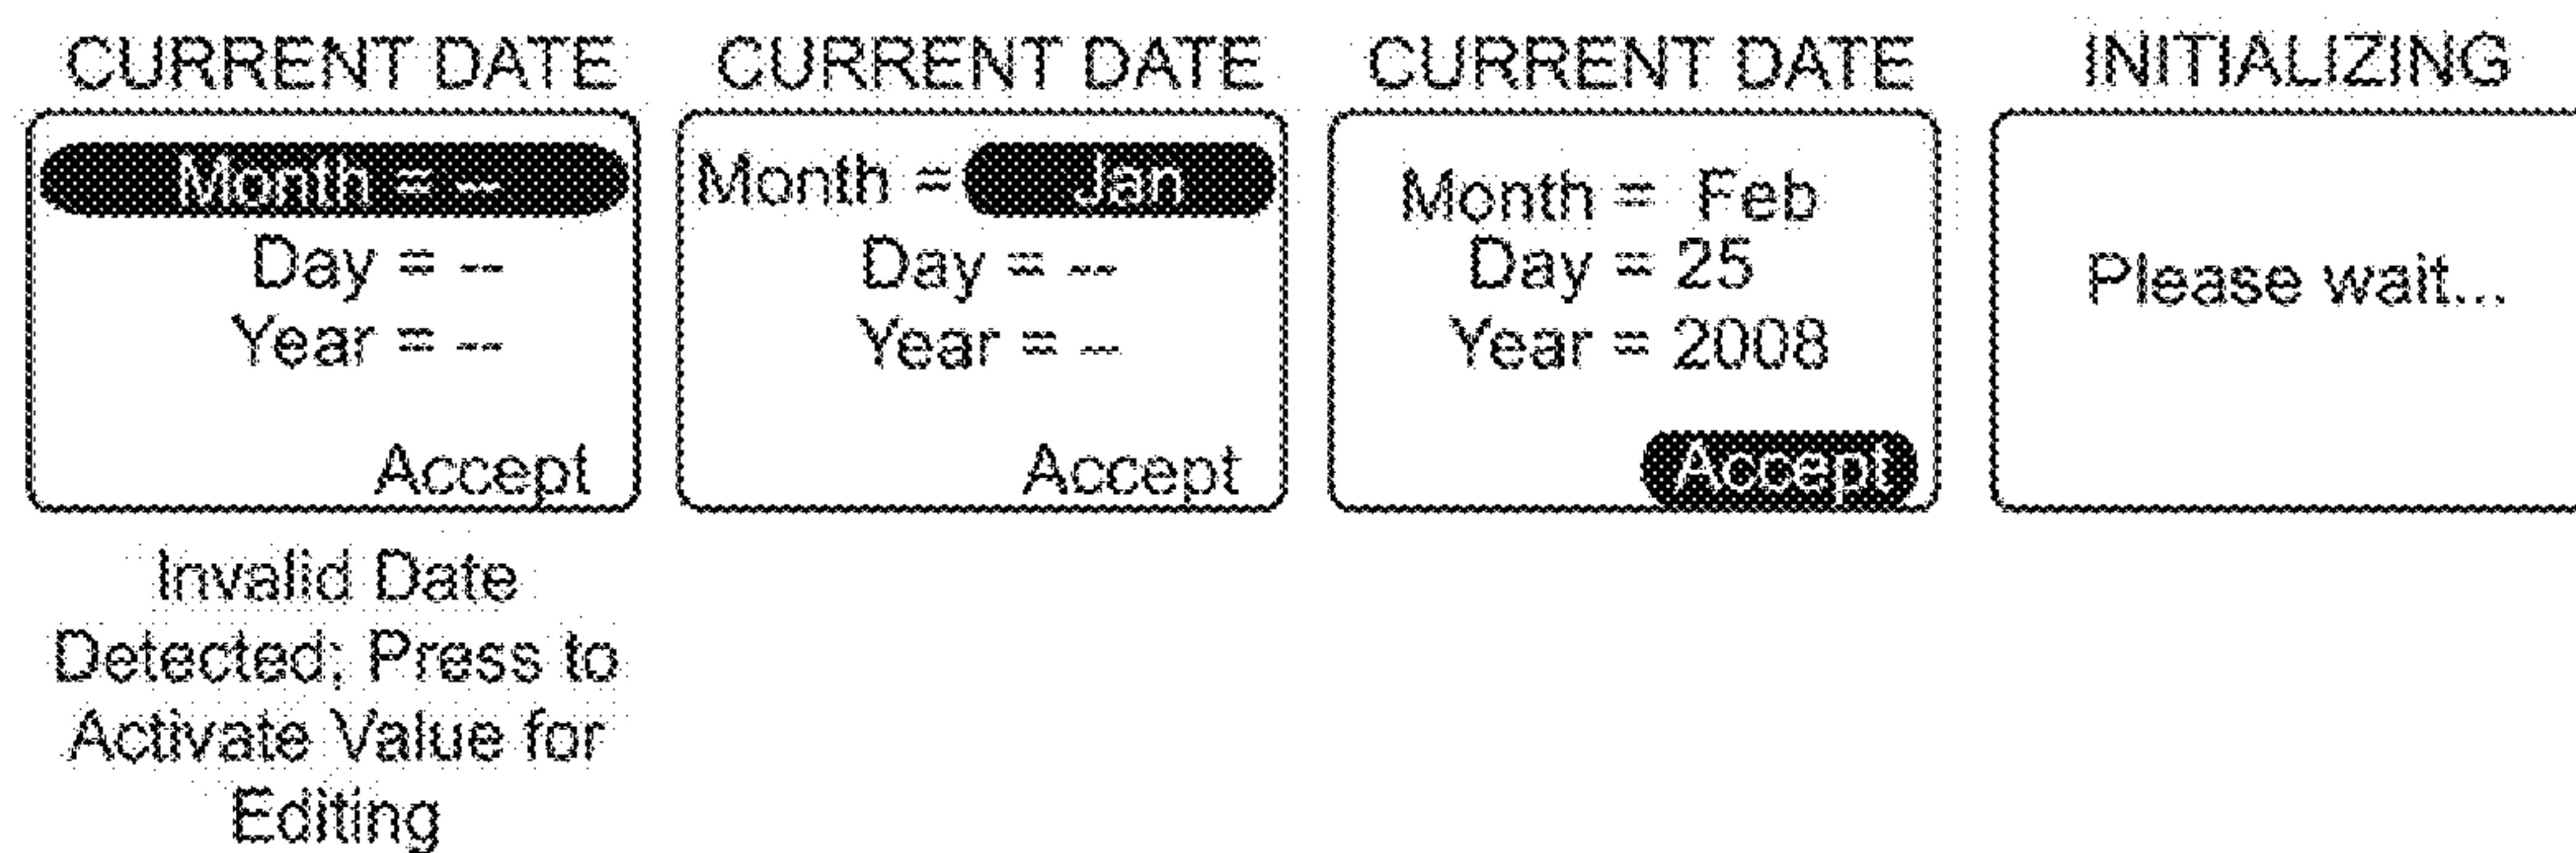 CURRENT DATE
Month = --
Day = --
Year = --
Accept
Invalid Date
Detected; Press to
Activate Value for
Editing
CURRENT DATE
Month = Jan
Day = --
Year = --
Accept
CURRENT DATE
Month = Feb
Day = 25
Year = 2008
Accept
INITIALIZING
Please wait...